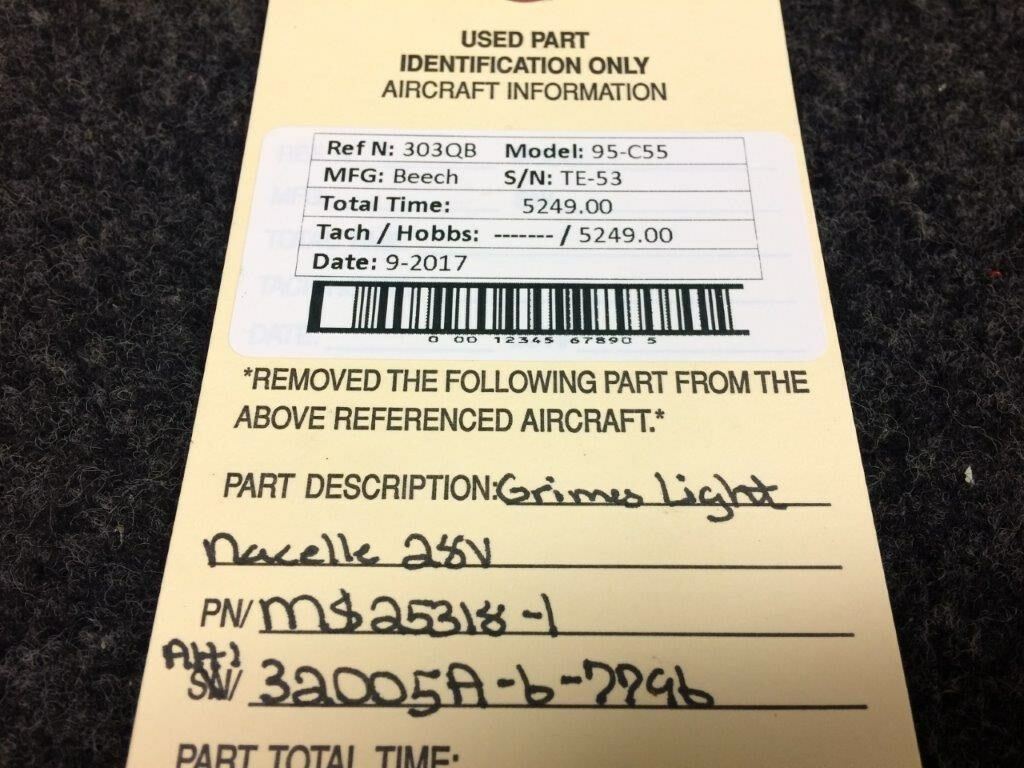 USED PART
IDENTIFICATION ONLY
AIRCRAFT INFORMATION
Ref N: 303QB Model: 95-C55
MFG: Beech S/N: TE-53
Total Time: 5249.00
Tach / Hobbs: ------- / 5249.00
Date: 9-2017
0 00 12345 67890 5
*REMOVED THE FOLLOWING PART FROM THE
ABOVE REFERENCED AIRCRAFT.*
PART DESCRIPTION: Grimes Light
Nacelle 28V
PN/ MS25318-1
Alt:
SN/ 32005A-b-7796
PART TOTAL TIME: